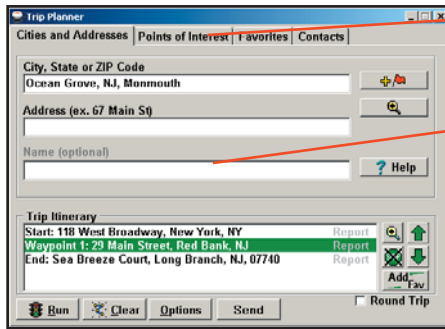 Trip Planner
Cities and Addresses Points of Interest Favorites Contacts
City, State or ZIP Code
Ocean Grove, NJ, Monmouth
Address (ex. 67 Main St)
Name (optional)
? Help
Trip Itinerary
Start: 118 West Broadway, New York, NY Report
Waypoint 1: 29 Main Street, Red Bank, NJ Report
End: Sea Breeze Court, Long Branch, NJ, 07740 Report
Add Fav
Run Clear Options Send Round Trip